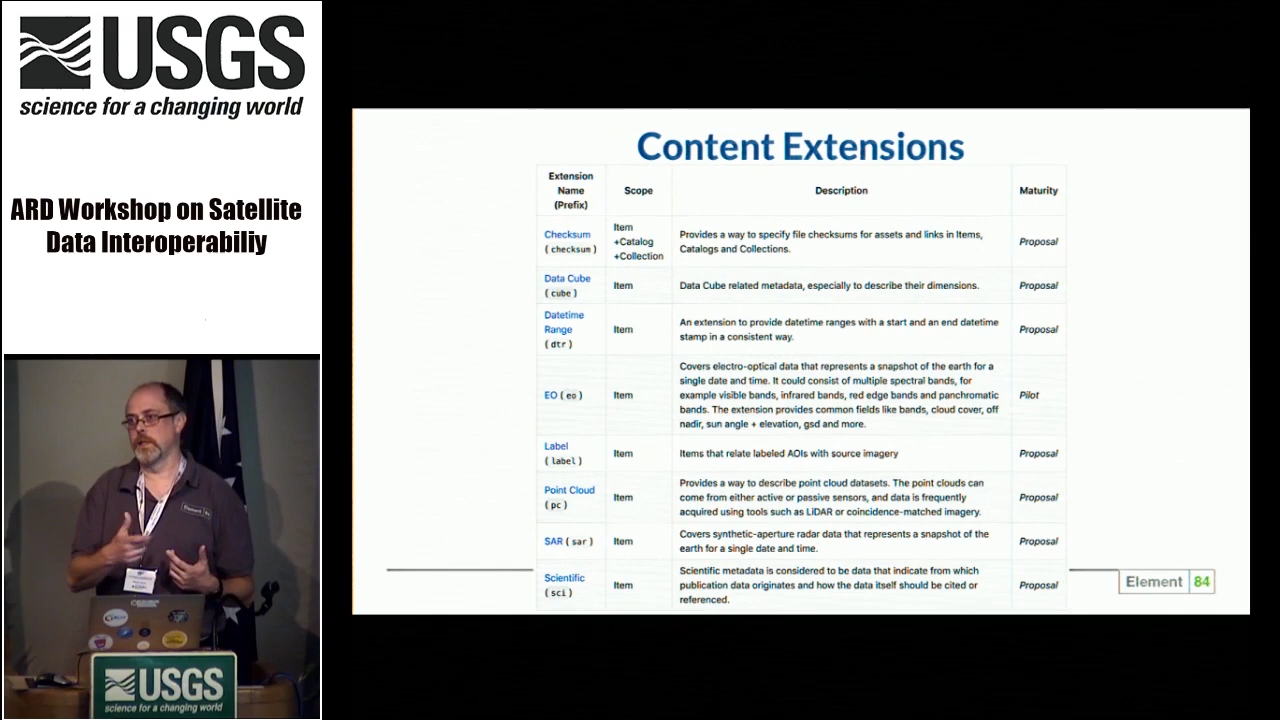 USGS
science for a changing world
ARD Workshop on Satellite
Data Interoperabiliy
Content Extensions
Extension
Name
(Prefix)
Scope
Description
Maturity
Checksum
( checksum )
Item
+Catalog
+Collection
Provides a way to specify file checksums for assets and links in Items,
Catalogs and Collections.
Proposal
Data Cube
( cube )
Item
Data Cube related metadata, especially to describe their dimensions.
Proposal
Datetime
Range
( dtr )
Item
An extension to provide datetime ranges with a start and an end datetime
stamp in a consistent way.
Proposal
EO ( eo )
Item
Covers electro-optical data that represents a snapshot of the earth for a
single date and time. It could consist of multiple spectral bands, for
example visible bands, infrared bands, red edge bands and panchromatic
bands. The extension provides common fields like bands, cloud cover, off
nadir, sun angle + elevation, gsd and more.
Pilot
Label
( label )
Item
Items that relate labeled AOIs with source imagery
Proposal
Point Cloud
( pc )
Item
Provides a way to describe point cloud datasets. The point clouds can
come from either active or passive sensors, and data is frequently
acquired using tools such as LiDAR or coincidence-matched imagery.
Proposal
SAR ( sar )
Item
Covers synthetic-aperture radar data that represents a snapshot of the
earth for a single date and time.
Proposal
Scientific
( sci )
Item
Scientific metadata is considered to be data that indicate from which
publication data originates and how the data itself should be cited or
referenced.
Proposal
Element 84
USGS
science for a changing world